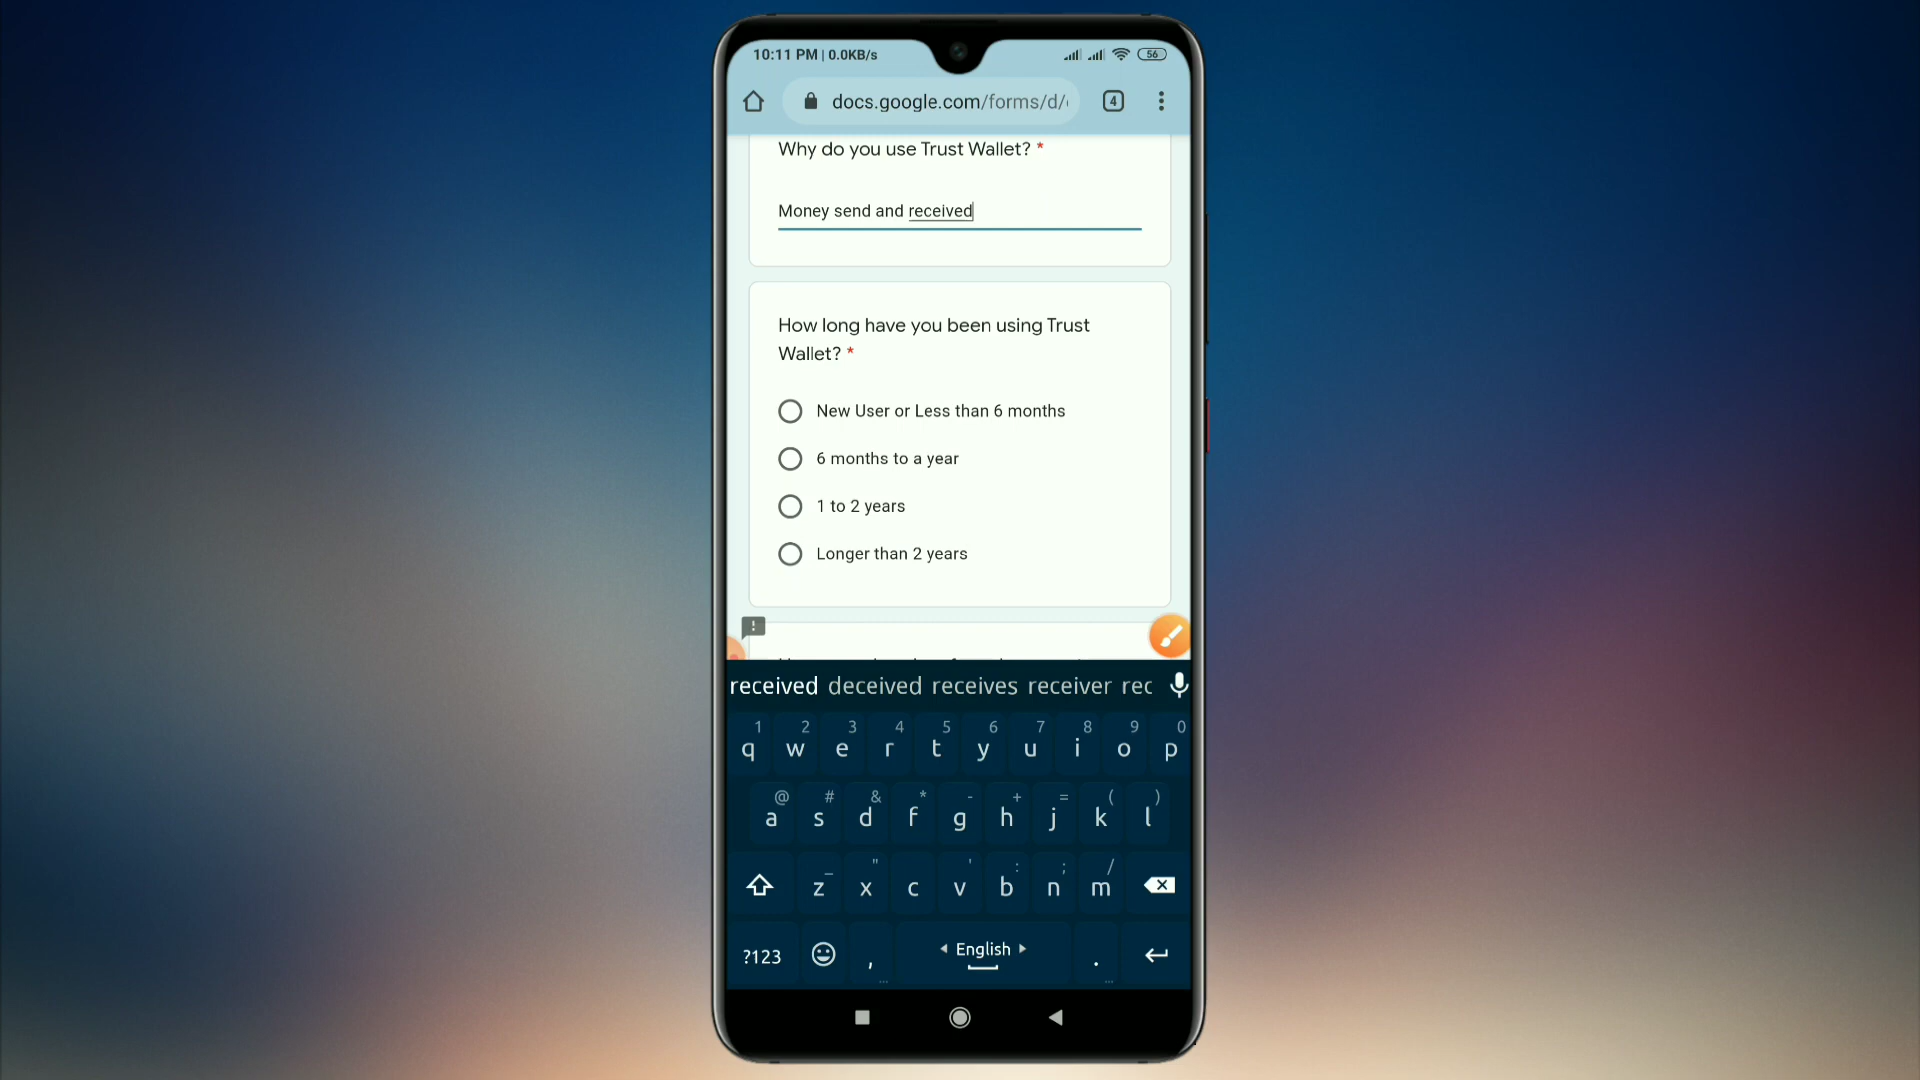 10:11 PM | 0.0KB/s
56
docs.google.com/forms/d/
4
Why do you use Trust Wallet? *
Money send and received
How long have you been using Trust
Wallet? *
New User or Less than 6 months
6 months to a year
1 to 2 years
Longer than 2 years
received deceived receives receiver rec
1 2 3 4 5 6 7 8 9 0
q w e r t y u i o p
@ # & * - + = ( )
a s d f g h j k l
_ " ' : ; /
z x c v b n m
?123 , English .